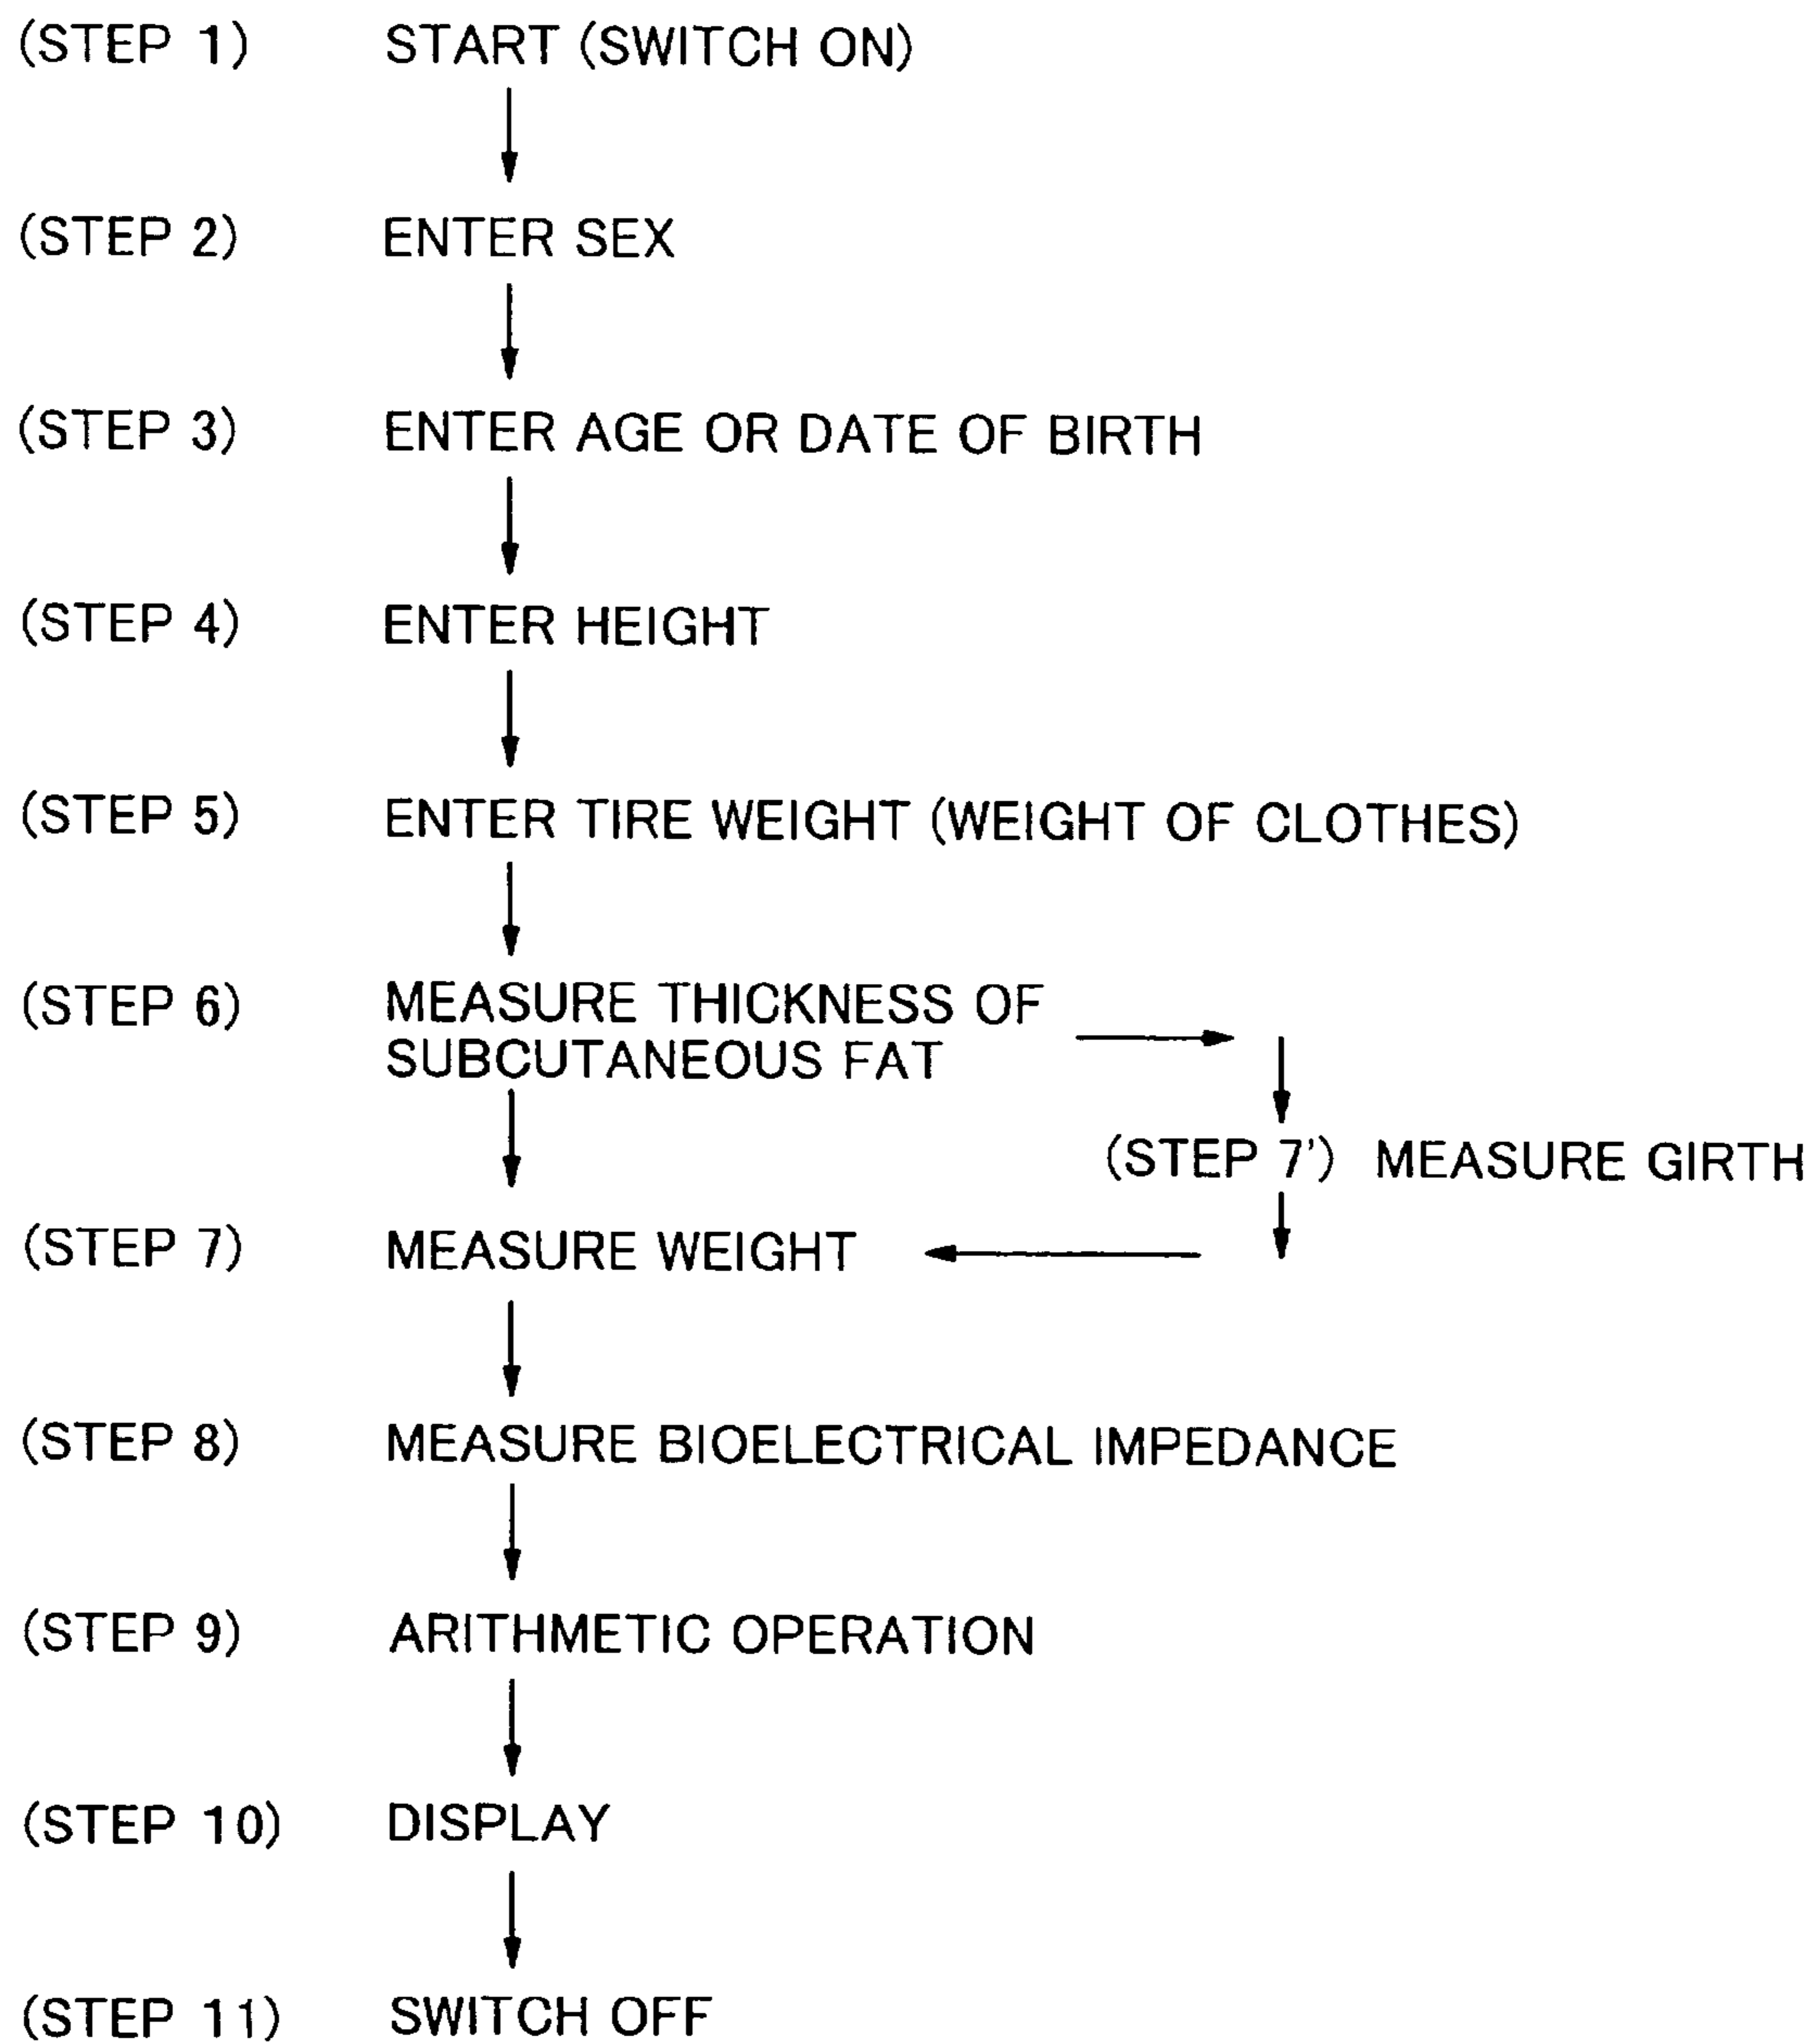 (STEP 1) START (SWITCH ON)
(STEP 2) ENTER SEX
(STEP 3) ENTER AGE OR DATE OF BIRTH
(STEP 4) ENTER HEIGHT
(STEP 5) ENTER TIRE WEIGHT (WEIGHT OF CLOTHES)
(STEP 6) MEASURE THICKNESS OF
SUBCUTANEOUS FAT
(STEP 7') MEASURE GIRTH
(STEP 7) MEASURE WEIGHT
(STEP 8) MEASURE BIOELECTRICAL IMPEDANCE
(STEP 9) ARITHMETIC OPERATION
(STEP 10) DISPLAY
(STEP 11) SWITCH OFF